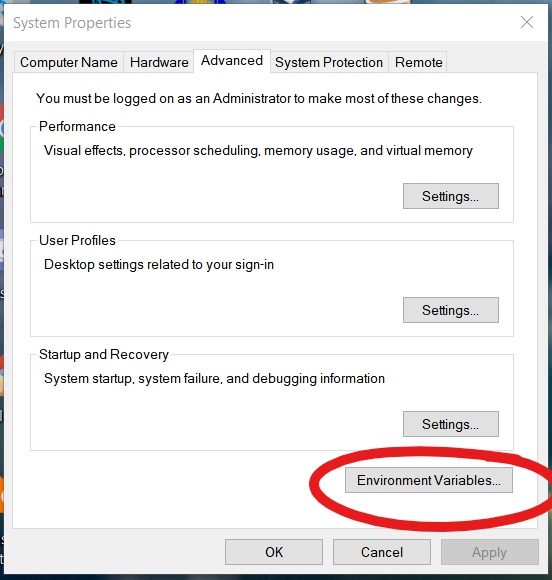 System Properties
Computer Name
Hardware
Advanced
System Protection
Remote
You must be logged on as an Administrator to make most of these changes.
Performance
Visual effects, processor scheduling, memory usage, and virtual memory
Settings...
User Profiles
Desktop settings related to your sign-in
Settings...
Startup and Recovery
System startup, system failure, and debugging information
Settings...
Environment Variables...
OK
Cancel
Apply